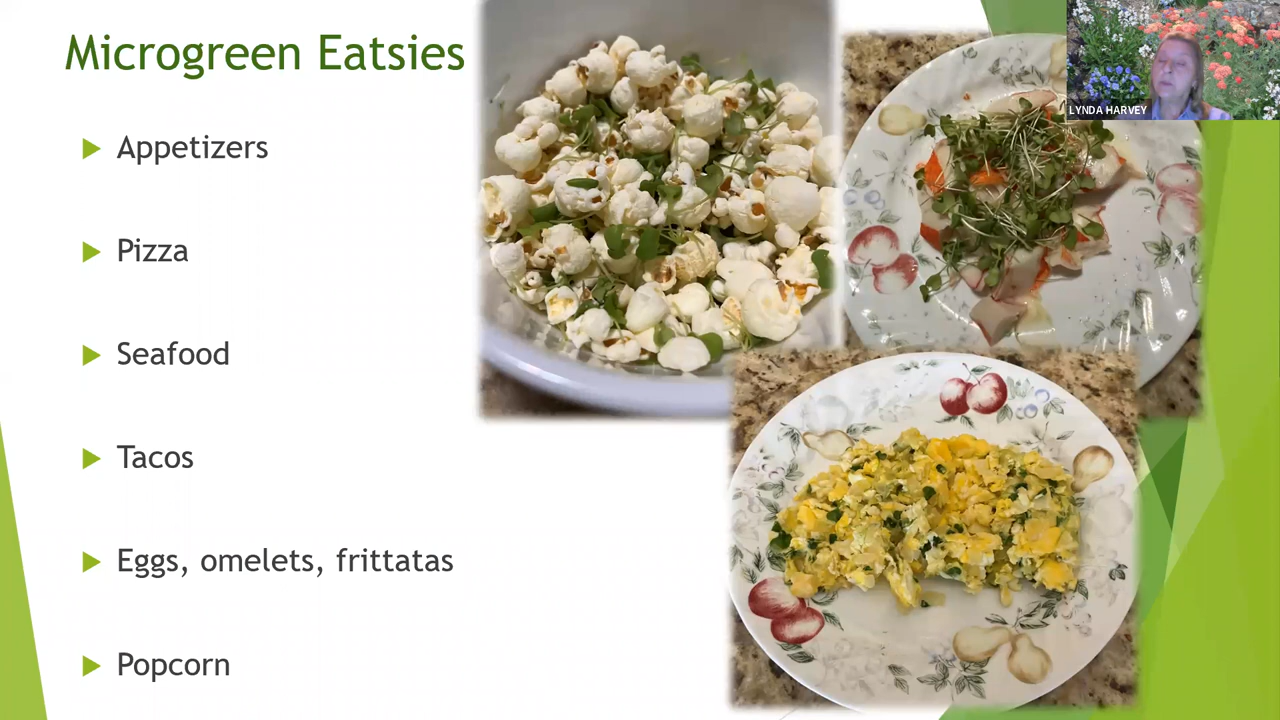 Microgreen Eatsies
Appetizers
Pizza
Seafood
Tacos
Eggs, omelets, frittatas
Popcorn
LYNDA HARVEY